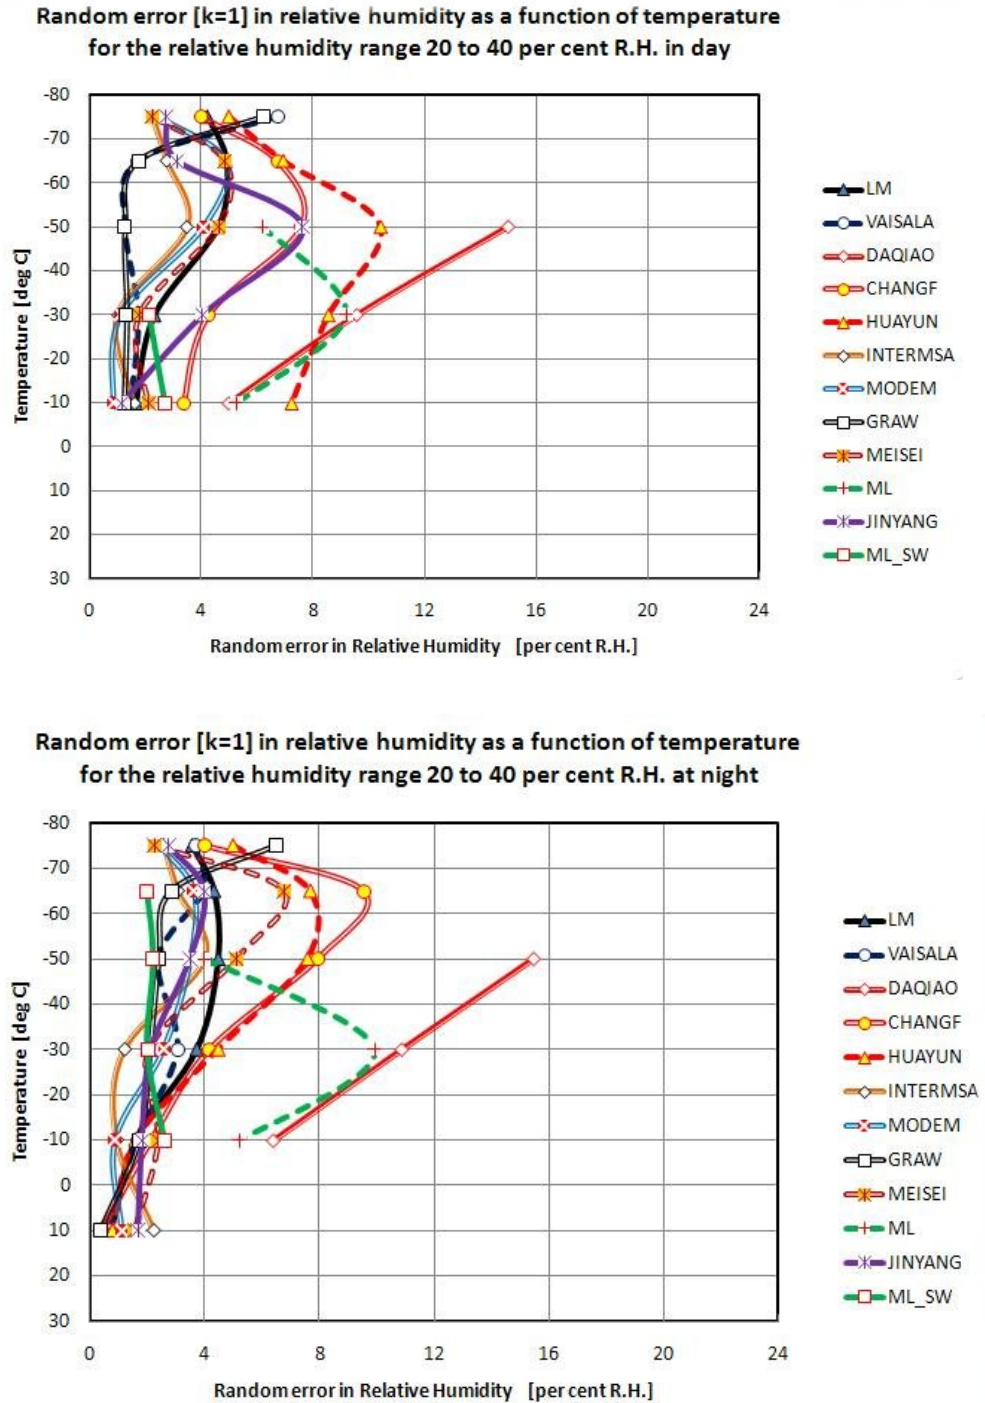 Random error [k=1] in relative humidity as a function of temperature
for the relative humidity range 20 to 40 per cent R.H. in day
-80
-70
-60
-50
-40
-30
-20
-10
0
10
20
30
Temperature [deg C]
0 4 8 12 16 20 24
Random error in Relative Humidity [per cent R.H.]
LM
VAISALA
DAQIAO
CHANGF
HUAYUN
INTERMSA
MODEM
GRAW
MEISEI
ML
JINYANG
ML_SW
Random error [k=1] in relative humidity as a function of temperature
for the relative humidity range 20 to 40 per cent R.H. at night
-80
-70
-60
-50
-40
-30
-20
-10
0
10
20
30
Temperature [deg C]
0 4 8 12 16 20 24
Random error in Relative Humidity [per cent R.H.]
LM
VAISALA
DAQIAO
CHANGF
HUAYUN
INTERMSA
MODEM
GRAW
MEISEI
ML
JINYANG
ML_SW